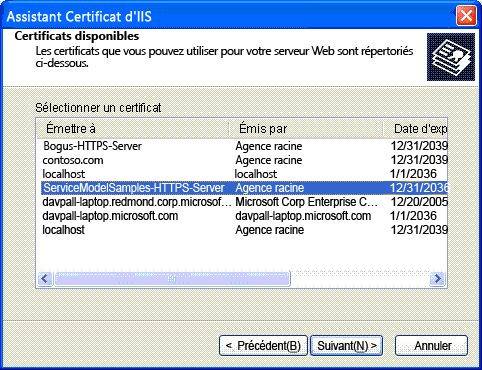 Assistant Certificat d'IIS
Certificats disponibles
Les certificats que vous pouvez utiliser pour votre serveur Web sont répertoriés
ci-dessous.
Sélectionner un certificat
Émettre à Émis par Date d'exp
Bogus-HTTPS-Server Agence racine 12/31/2039
contoso.com Agence racine 12/31/2039
localhost localhost 1/1/2036
ServiceModelSamples-HTTPS-Server Agence racine 12/31/2036
davpall-laptop.redmond.corp.microsof... Microsoft Corp Enterprise C... 12/20/2005
davpall-laptop.microsoft.com davpall-laptop.microsoft.com 1/1/2036
localhost Agence racine 12/31/2039
< Précédent(B) Suivant(N) > Annuler